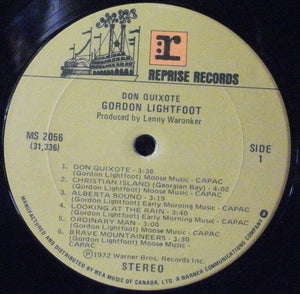 r
REPRISE RECORDS
DON QUIXOTE
GORDON LIGHTFOOT
Produced by Lenny Waronker
MS 2056
(31,336)
SIDE
1
1. DON QUIXOTE - 3:38
(Gordon Lightfoot) Moose Music - CAPAC
2. CHRISTIAN ISLAND (Georgian Bay) - 4:02
(Gordon Lightfoot) Moose Music - CAPAC
3. ALBERTA BOUND - 3:19
(Gordon Lightfoot) Early Morning Music - CAPAC
4. LOOKING AT THE RAIN - 3:40
(Gordon Lightfoot) Early Morning Music - CAPAC
5. ORDINARY MAN
(Gordon Lightfoot) Early Morning Music - CAPAC
6. BRAVE MOUNTAINEERS - 3:30
(Gordon Lightfoot) Moose Music - CAPAC
℗1972 Warner Bros. Records Inc.
STEREO
MANUFACTURED AND DISTRIBUTED BY WEA MUSIC OF CANADA, LTD. A WARNER COMMUNICATIONS COMPANY